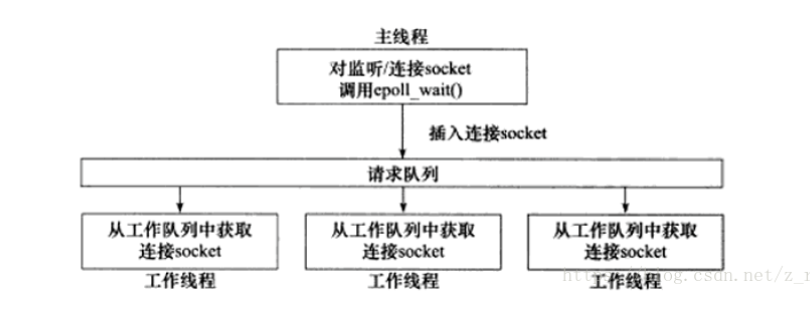 主线程
对监听/连接socket
调用epoll_wait()
插入连接socket
请求队列
从工作队列中获取
连接socket
从工作队列中获取
连接socket
从工作队列中获取
连接socket
工作线程
工作线程
工作线程
blog.csdn.net/z_r